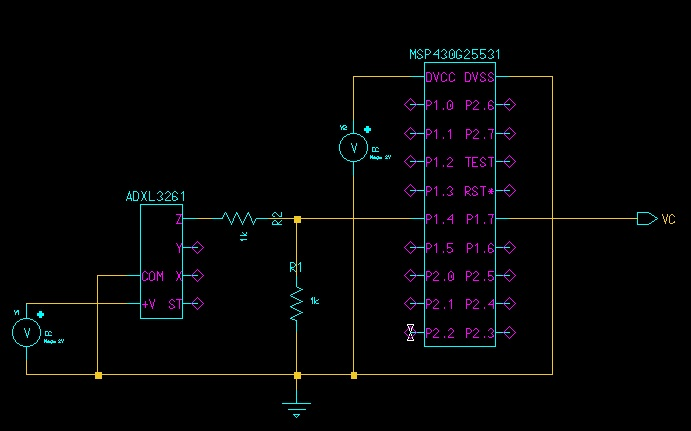 MSP430G25531
DVCC DVSS
P1.0 P2.6
P1.1 P2.7
P1.2 TEST
P1.3 RST*
P1.4 P1.7
P1.5 P1.6
P2.0 P2.5
P2.1 P2.4
P2.2 P2.3
VC
V2
V
DC
ADXL3261
Z
Y
COM X
+V ST
R2
1k
R1
1k
V1
V
DC